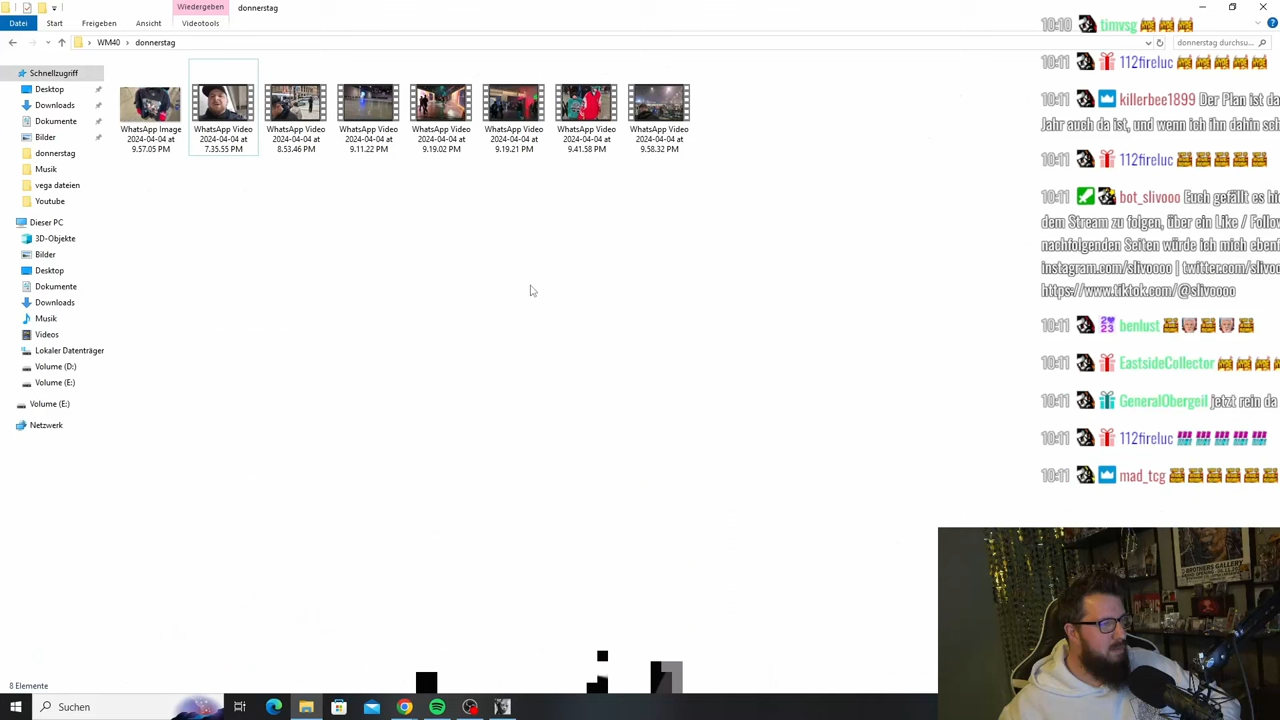 Wiedergeben
donnerstag
Datei
Start
Freigeben
Ansicht
Videotools
WM40
donnerstag
donnerstag durchsu...
Schnellzugriff
Desktop
Downloads
Dokumente
Bilder
donnerstag
Musik
vega dateien
Youtube
Dieser PC
3D-Objekte
Bilder
Desktop
Dokumente
Downloads
Musik
Videos
Lokaler Datenträger
Volume (D:)
Volume (E:)
Volume (E:)
Netzwerk
WhatsApp Image
2024-04-04 at
9.57.05 PM
WhatsApp Video
2024-04-04 at
7.35.55 PM
WhatsApp Video
2024-04-04 at
8.53.46 PM
WhatsApp Video
2024-04-04 at
9.11.22 PM
WhatsApp Video
2024-04-04 at
9.19.02 PM
WhatsApp Video
2024-04-04 at
9.19.21 PM
WhatsApp Video
2024-04-04 at
9.41.58 PM
WhatsApp Video
2024-04-04 at
9.58.32 PM
10:10 timvsg
10:11 112fireluc
10:11 killerbee1899 Der Plan ist da
Jahr auch da ist, und wenn ich ihn dahin sch
10:11 112fireluc
10:11 bot_slivooo Euch gefällt es hi
dem Stream zu folgen, über ein Like / Follow
nachfolgenden Seiten würde ich mich ebenf
instagram.com/slivoooo | twitter.com/slivo
https://www.tiktok.com/@slivoooo
10:11 benlust
10:11 EastsideCollector
10:11 GeneralObergeil jetzt rein da
10:11 112fireluc
10:11 mad_tcg
BROTHERS GALLERY
8 Elemente
Suchen